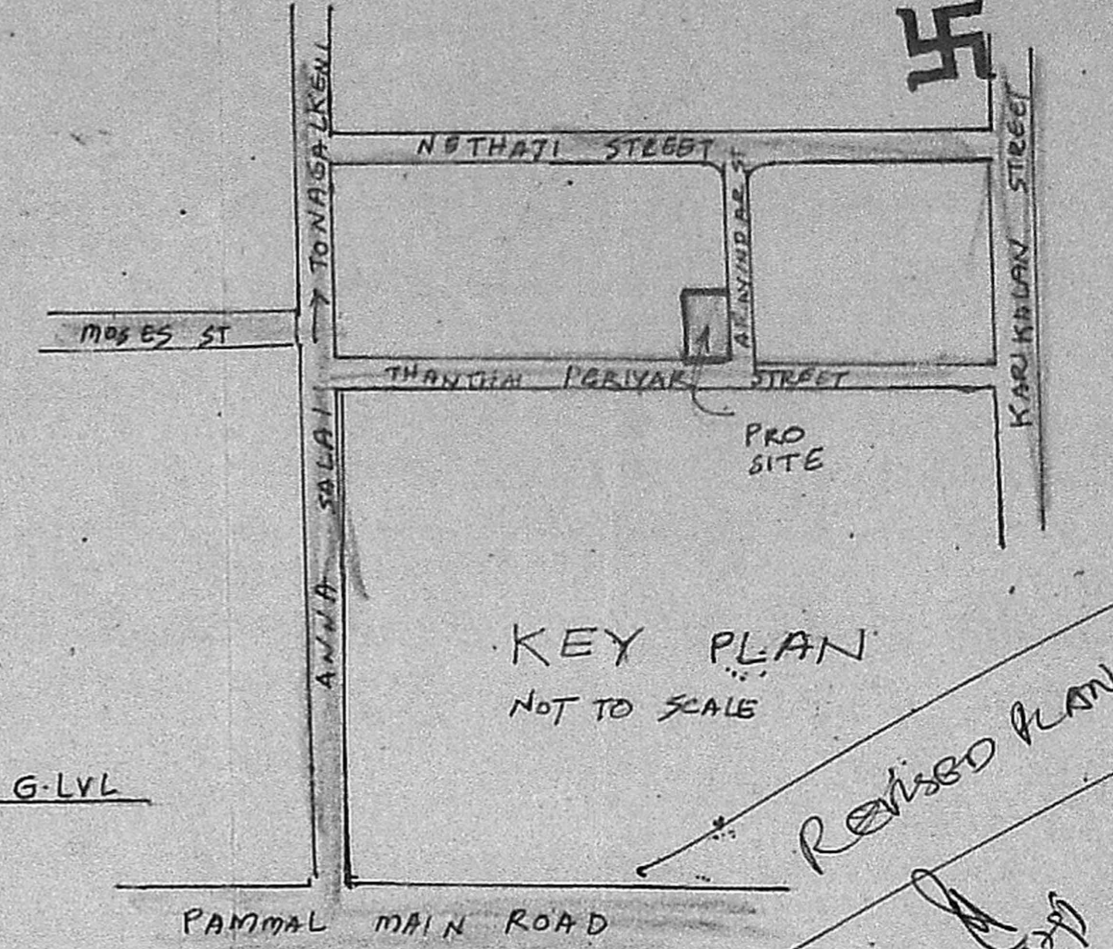 → TO NAGALKENI
NETHAJI STREET
ARAVINDAR ST
KARIKALAN STREET
MOSES ST
THANTHAI PERIYAR STREET
PRO
SITE
ANNA SALAI
KEY PLAN
NOT TO SCALE
REVISED PLAN
G.LVL
PAMMAL MAIN ROAD